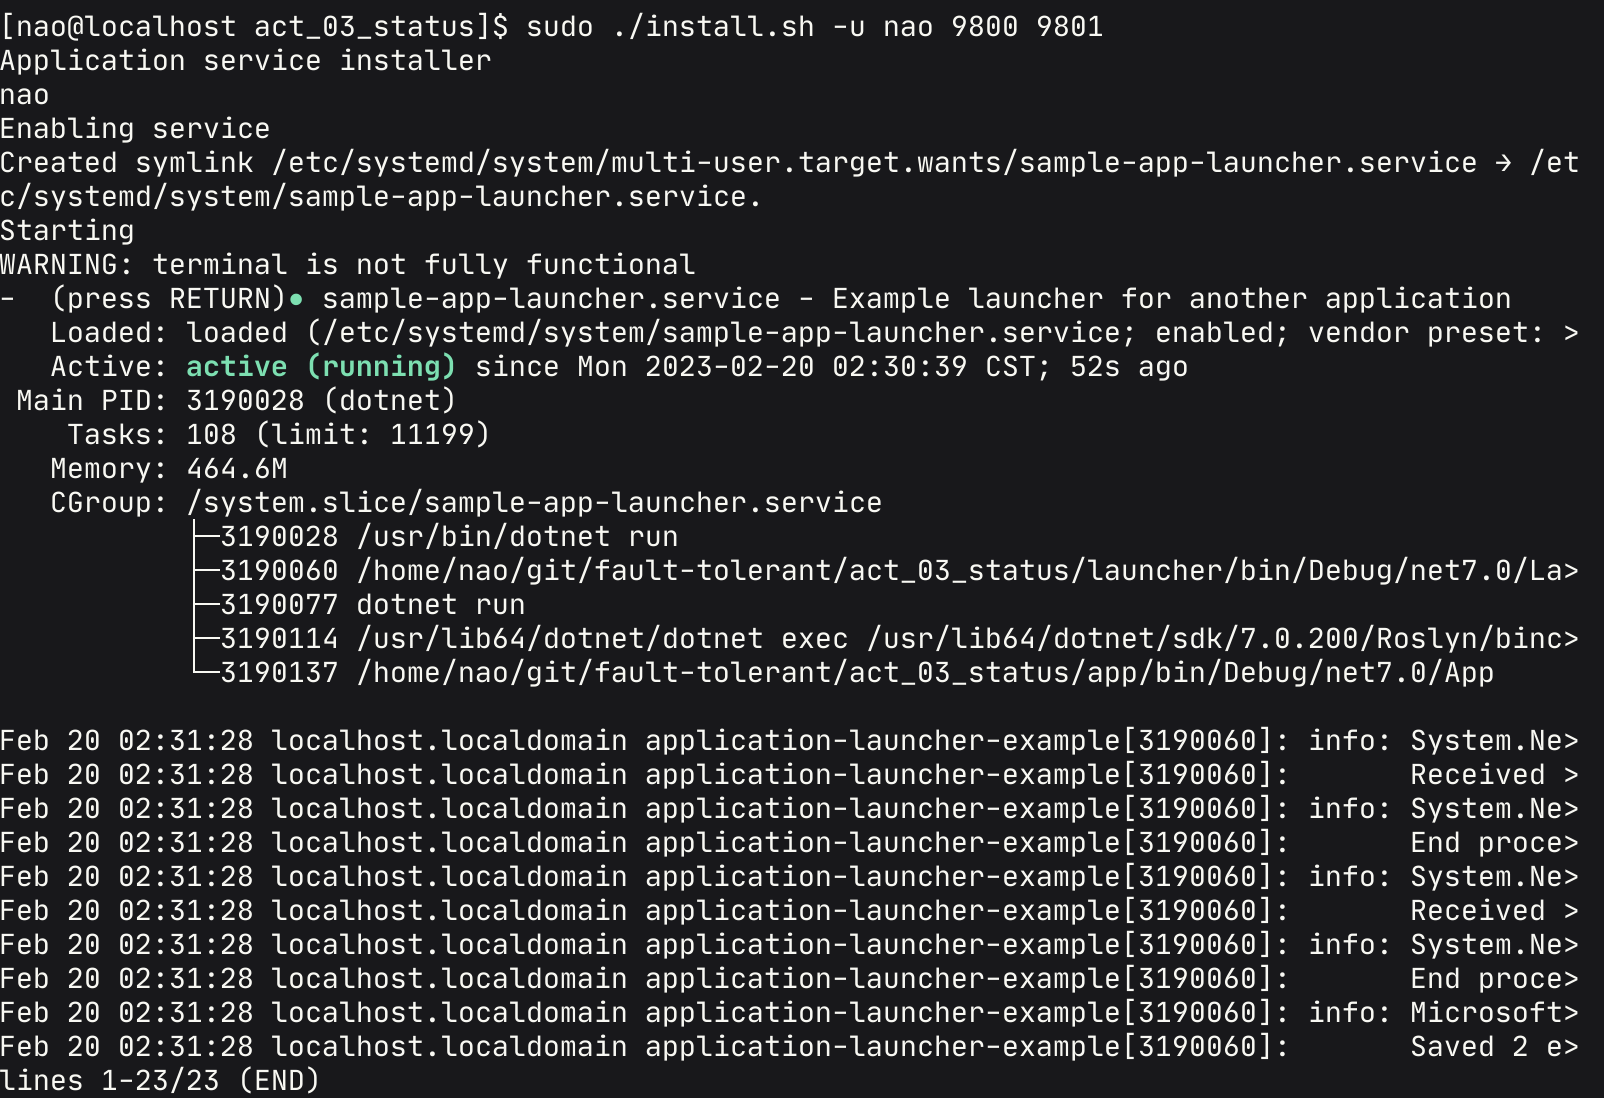 [nao@localhost act_03_status]$ sudo ./install.sh -u nao 9800 9801
Application service installer
nao
Enabling service
Created symlink /etc/systemd/system/multi-user.target.wants/sample-app-launcher.service → /et
c/systemd/system/sample-app-launcher.service.
Starting
WARNING: terminal is not fully functional
-  (press RETURN)● sample-app-launcher.service - Example launcher for another application
   Loaded: loaded (/etc/systemd/system/sample-app-launcher.service; enabled; vendor preset: >
   Active: active (running) since Mon 2023-02-20 02:30:39 CST; 52s ago
 Main PID: 3190028 (dotnet)
    Tasks: 108 (limit: 11199)
   Memory: 464.6M
   CGroup: /system.slice/sample-app-launcher.service
           ├─3190028 /usr/bin/dotnet run
           ├─3190060 /home/nao/git/fault-tolerant/act_03_status/launcher/bin/Debug/net7.0/La>
           ├─3190077 dotnet run
           ├─3190114 /usr/lib64/dotnet/dotnet exec /usr/lib64/dotnet/sdk/7.0.200/Roslyn/binc>
           └─3190137 /home/nao/git/fault-tolerant/act_03_status/app/bin/Debug/net7.0/App

Feb 20 02:31:28 localhost.localdomain application-launcher-example[3190060]: info: System.Ne>
Feb 20 02:31:28 localhost.localdomain application-launcher-example[3190060]:       Received >
Feb 20 02:31:28 localhost.localdomain application-launcher-example[3190060]: info: System.Ne>
Feb 20 02:31:28 localhost.localdomain application-launcher-example[3190060]:       End proce>
Feb 20 02:31:28 localhost.localdomain application-launcher-example[3190060]: info: System.Ne>
Feb 20 02:31:28 localhost.localdomain application-launcher-example[3190060]:       Received >
Feb 20 02:31:28 localhost.localdomain application-launcher-example[3190060]: info: System.Ne>
Feb 20 02:31:28 localhost.localdomain application-launcher-example[3190060]:       End proce>
Feb 20 02:31:28 localhost.localdomain application-launcher-example[3190060]: info: Microsoft>
Feb 20 02:31:28 localhost.localdomain application-launcher-example[3190060]:       Saved 2 e>
lines 1-23/23 (END)